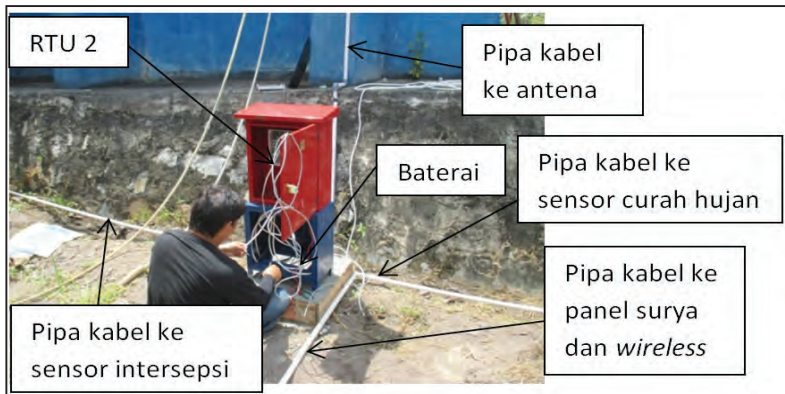 RTU 2
Pipa kabel
ke antena
Baterai
Pipa kabel ke
sensor curah hujan
Pipa kabel ke
panel surya
dan wireless
Pipa kabel ke
sensor intersepsi